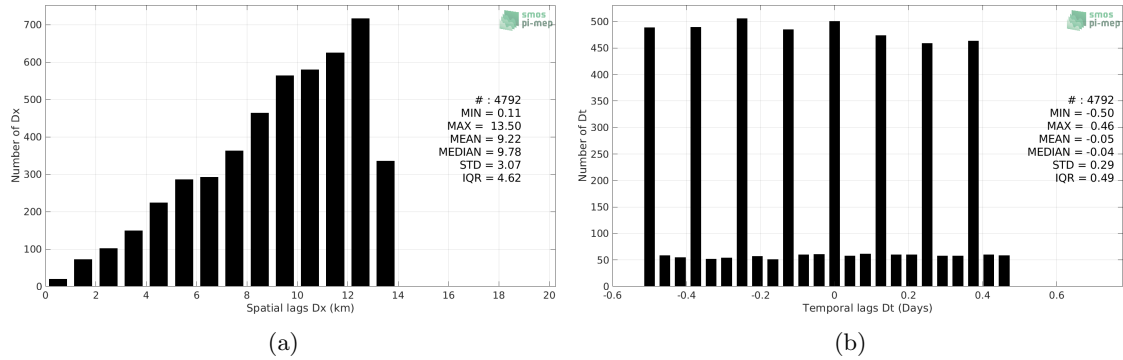 700
600
500
400
300
200
100
0
Number of Dx
0 2 4 6 8 10 12 14 16 18 20
Spatial lags Dx (km)
smos
pi-mep
# : 4792
MIN = 0.11
MAX = 13.50
MEAN = 9.22
MEDIAN = 9.78
STD = 3.07
IQR = 4.62
(a)
500
450
400
350
300
250
200
150
100
50
0
Number of Dt
-0.6 -0.4 -0.2 0 0.2 0.4 0.6
Temporal lags Dt (Days)
smos
pi-mep
# : 4792
MIN = -0.50
MAX = 0.46
MEAN = -0.05
MEDIAN = -0.04
STD = 0.29
IQR = 0.49
(b)